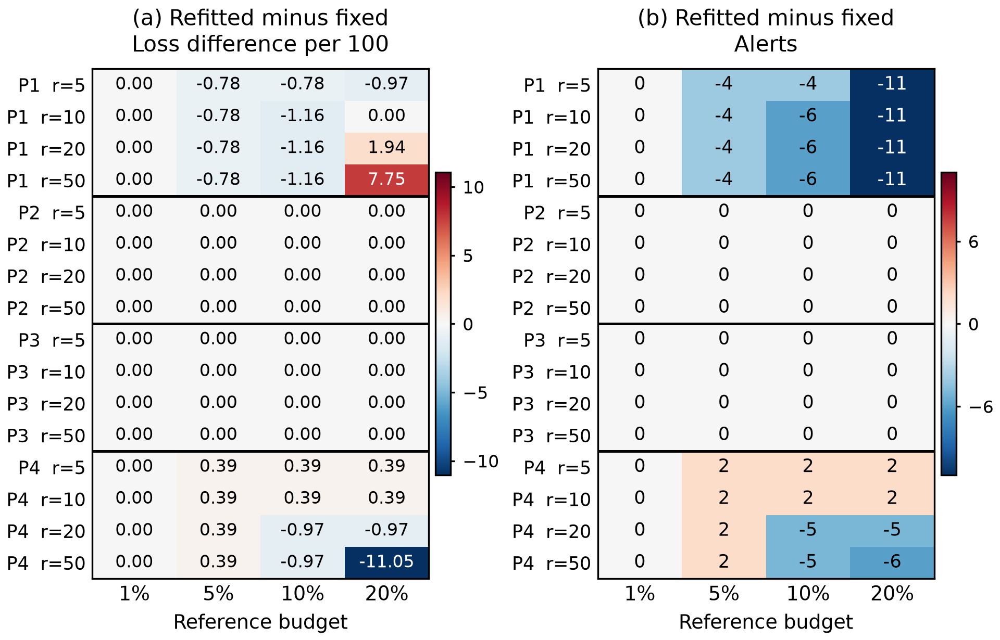 (a) Refitted minus fixed
Loss difference per 100
P1 r=5 0.00 -0.78 -0.78 -0.97
P1 r=10 0.00 -0.78 -1.16 0.00
P1 r=20 0.00 -0.78 -1.16 1.94
P1 r=50 0.00 -0.78 -1.16 7.75
P2 r=5 0.00 0.00 0.00 0.00
P2 r=10 0.00 0.00 0.00 0.00
P2 r=20 0.00 0.00 0.00 0.00
P2 r=50 0.00 0.00 0.00 0.00
P3 r=5 0.00 0.00 0.00 0.00
P3 r=10 0.00 0.00 0.00 0.00
P3 r=20 0.00 0.00 0.00 0.00
P3 r=50 0.00 0.00 0.00 0.00
P4 r=5 0.00 0.39 0.39 0.39
P4 r=10 0.00 0.39 0.39 0.39
P4 r=20 0.00 0.39 -0.97 -0.97
P4 r=50 0.00 0.39 -0.97 -11.05
1% 5% 10% 20%
Reference budget
10
5
0
−5
−10
(b) Refitted minus fixed
Alerts
P1 r=5 0 -4 -4 -11
P1 r=10 0 -4 -6 -11
P1 r=20 0 -4 -6 -11
P1 r=50 0 -4 -6 -11
P2 r=5 0 0 0 0
P2 r=10 0 0 0 0
P2 r=20 0 0 0 0
P2 r=50 0 0 0 0
P3 r=5 0 0 0 0
P3 r=10 0 0 0 0
P3 r=20 0 0 0 0
P3 r=50 0 0 0 0
P4 r=5 0 2 2 2
P4 r=10 0 2 2 2
P4 r=20 0 2 -5 -5
P4 r=50 0 2 -5 -6
1% 5% 10% 20%
Reference budget
6
0
−6